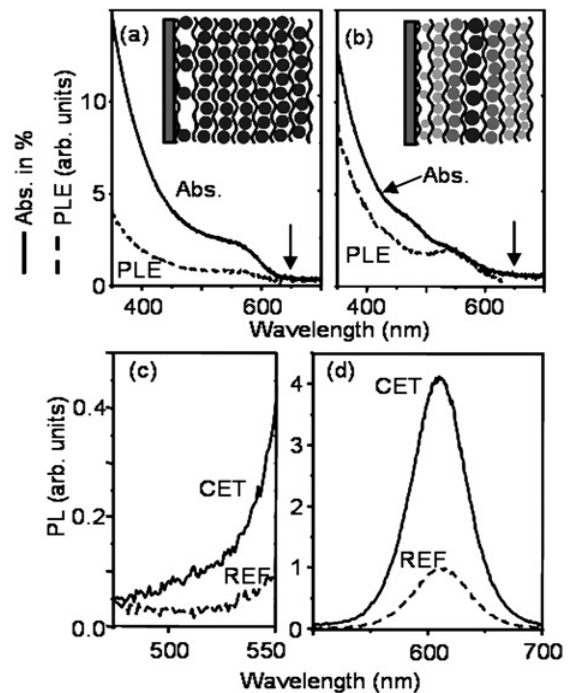 (a)
(b)
10
5
0
Abs.
PLE
Abs.
PLE
400
500
600
400
500
600
Wavelength (nm)
Abs. in %
PLE (arb. units)
(c)
(d)
0.4
0.2
0.0
CET
REF
4
3
2
1
0
CET
REF
500
550
600
700
PL (arb. units)
Wavelength (nm)